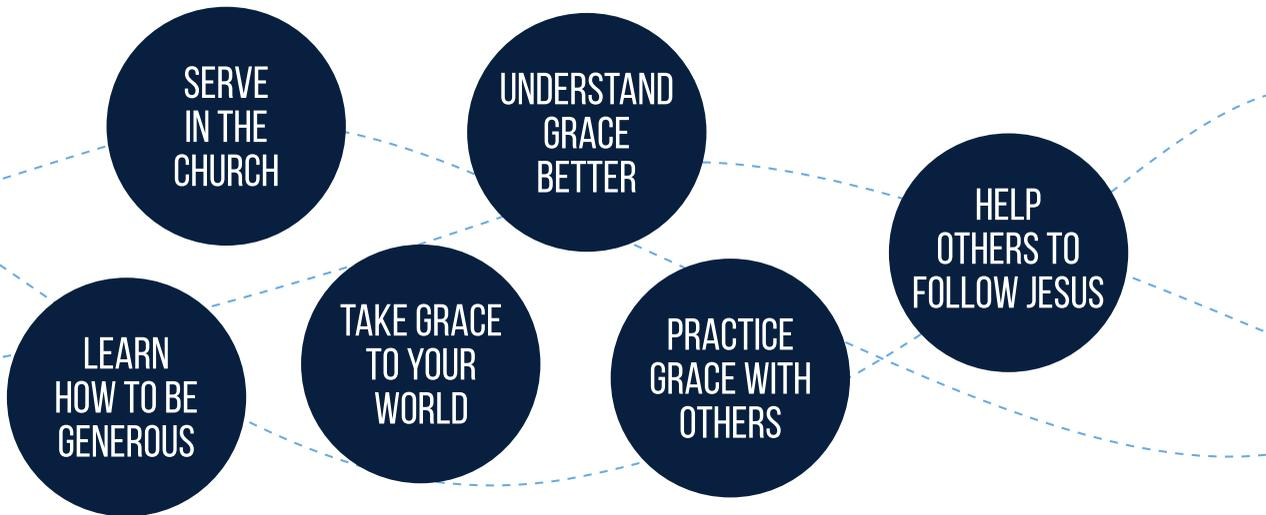 SERVE
IN THE
CHURCH
UNDERSTAND
GRACE
BETTER
HELP
OTHERS TO
FOLLOW JESUS
LEARN
HOW TO BE
GENEROUS
TAKE GRACE
TO YOUR
WORLD
PRACTICE
GRACE WITH
OTHERS